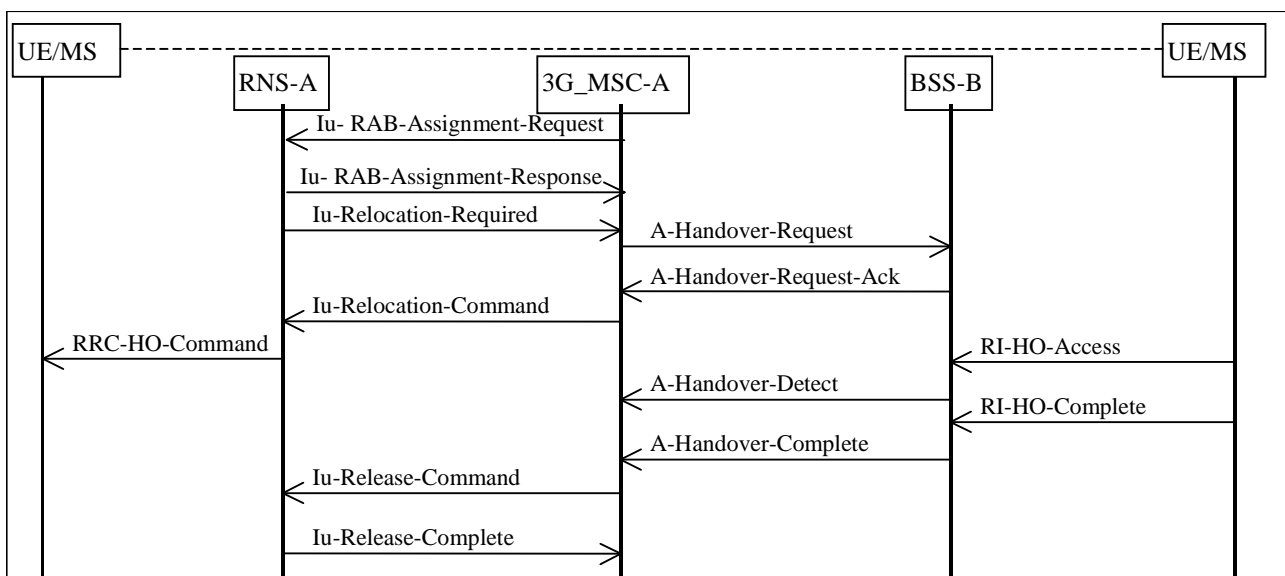 UE/MS
UE/MS
RNS-A
3G_MSC-A
BSS-B
Iu- RAB-Assignment-Request
Iu- RAB-Assignment-Response
Iu-Relocation-Required
A-Handover-Request
A-Handover-Request-Ack
Iu-Relocation-Command
RRC-HO-Command
RI-HO-Access
A-Handover-Detect
RI-HO-Complete
A-Handover-Complete
Iu-Release-Command
Iu-Release-Complete